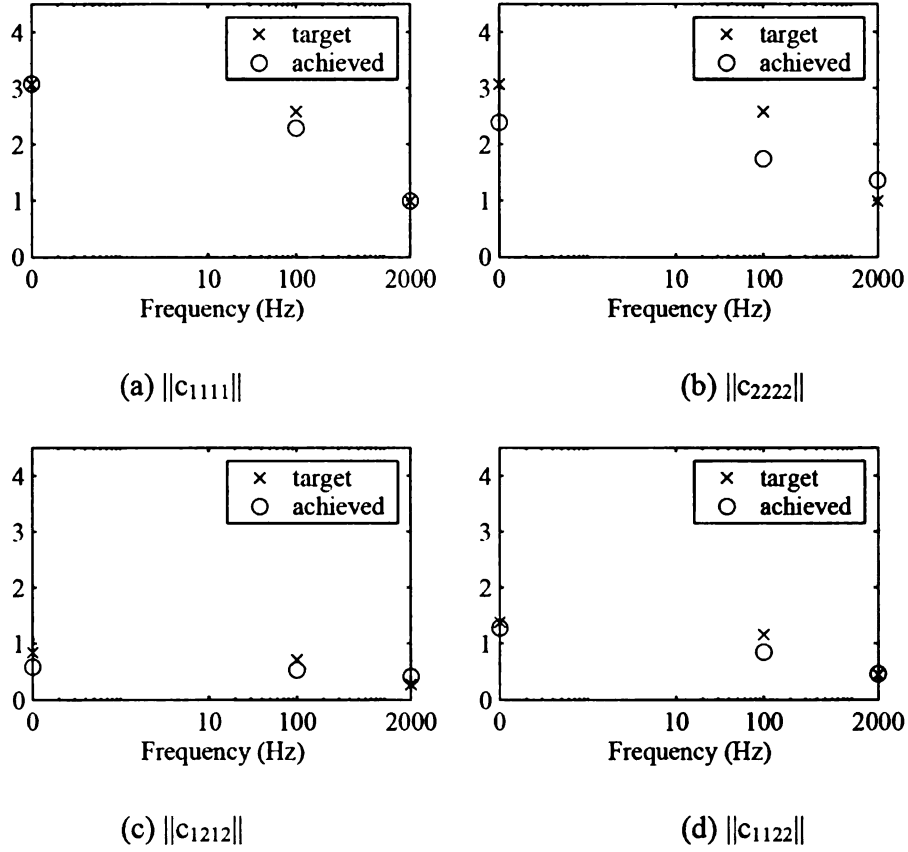 4
3
2
1
0
× target
○ achieved
0 10 100 2000
Frequency (Hz)
(a) ||c₁₁₁₁||
4
3
2
1
0
× target
○ achieved
0 10 100 2000
Frequency (Hz)
(b) ||c₂₂₂₂||
4
3
2
1
0
× target
○ achieved
0 10 100 2000
Frequency (Hz)
(c) ||c₁₂₁₂||
4
3
2
1
0
× target
○ achieved
0 10 100 2000
Frequency (Hz)
(d) ||c₁₁₂₂||